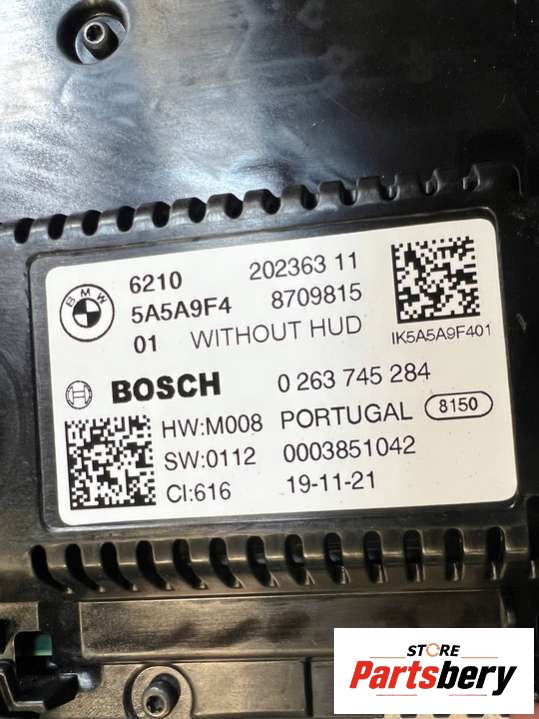 BMW
6210 202363 11
5A5A9F4 8709815
01 WITHOUT HUD
IK5A5A9F401
BOSCH 0 263 745 284
HW:M008 PORTUGAL 8150
SW:0112 0003851042
CI:616 19-11-21
STORE
Partsbery